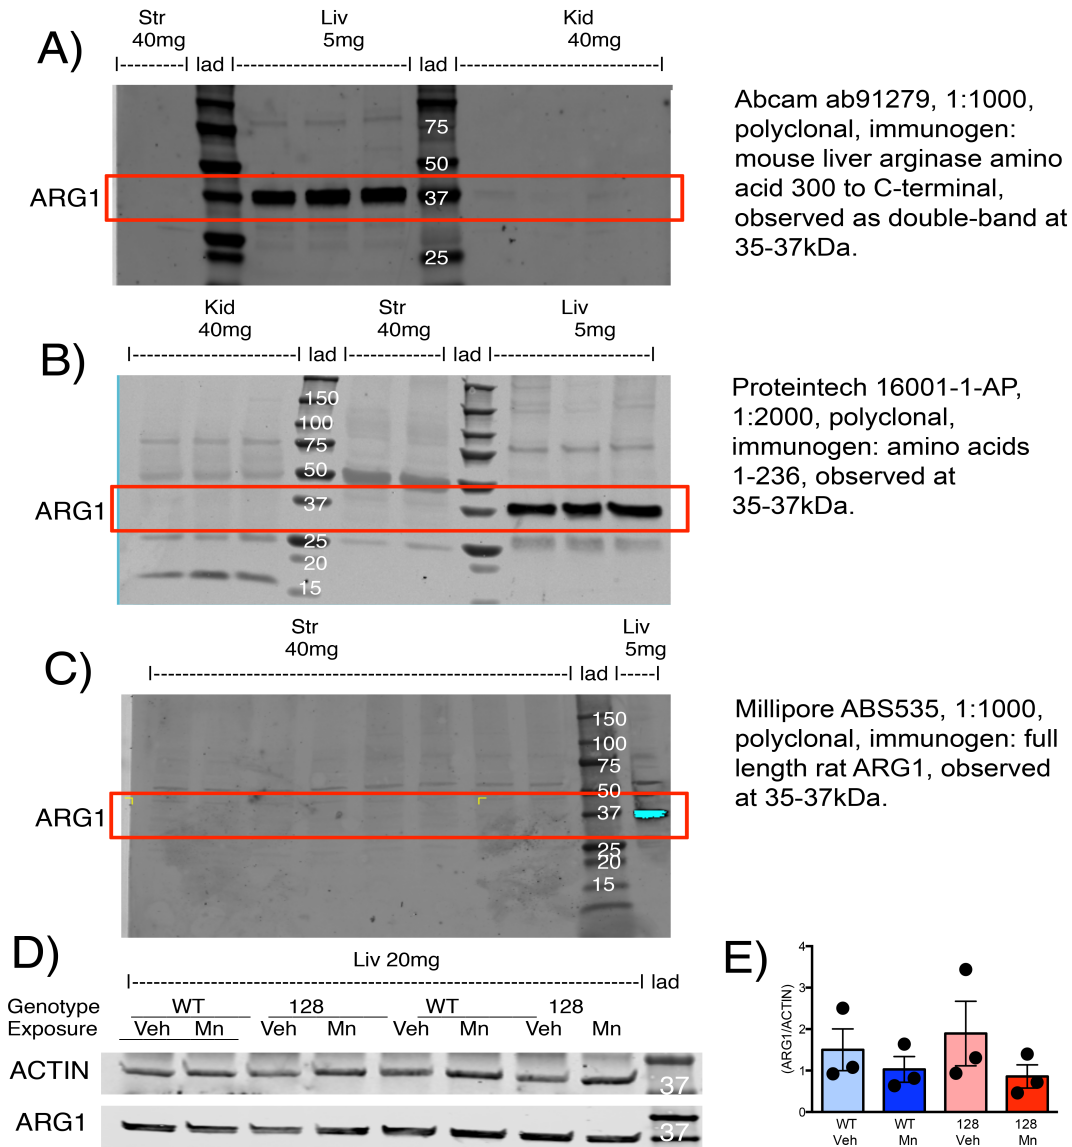 A)
Str
40mg
Liv
5mg
Kid
40mg
lad
lad
75
50
37
25
ARG1
Abcam ab91279, 1:1000,
polyclonal, immunogen:
mouse liver arginase amino
acid 300 to C-terminal,
observed as double-band at
35-37kDa.
B)
Kid
40mg
Str
40mg
Liv
5mg
lad
lad
150
100
75
50
37
25
20
15
ARG1
Proteintech 16001-1-AP,
1:2000, polyclonal,
immunogen: amino acids
1-236, observed at
35-37kDa.
C)
Str
40mg
Liv
5mg
lad
150
100
75
50
37
25
20
15
ARG1
Millipore ABS535, 1:1000,
polyclonal, immunogen: full
length rat ARG1, observed
at 35-37kDa.
D)
Liv 20mg
lad
Genotype WT 128 WT 128
Exposure Veh Mn Veh Mn Veh Mn Veh Mn
ACTIN
37
ARG1
37
E)
(ARG1/ACTIN)
4
3
2
1
0
WT
Veh
WT
Mn
128
Veh
128
Mn